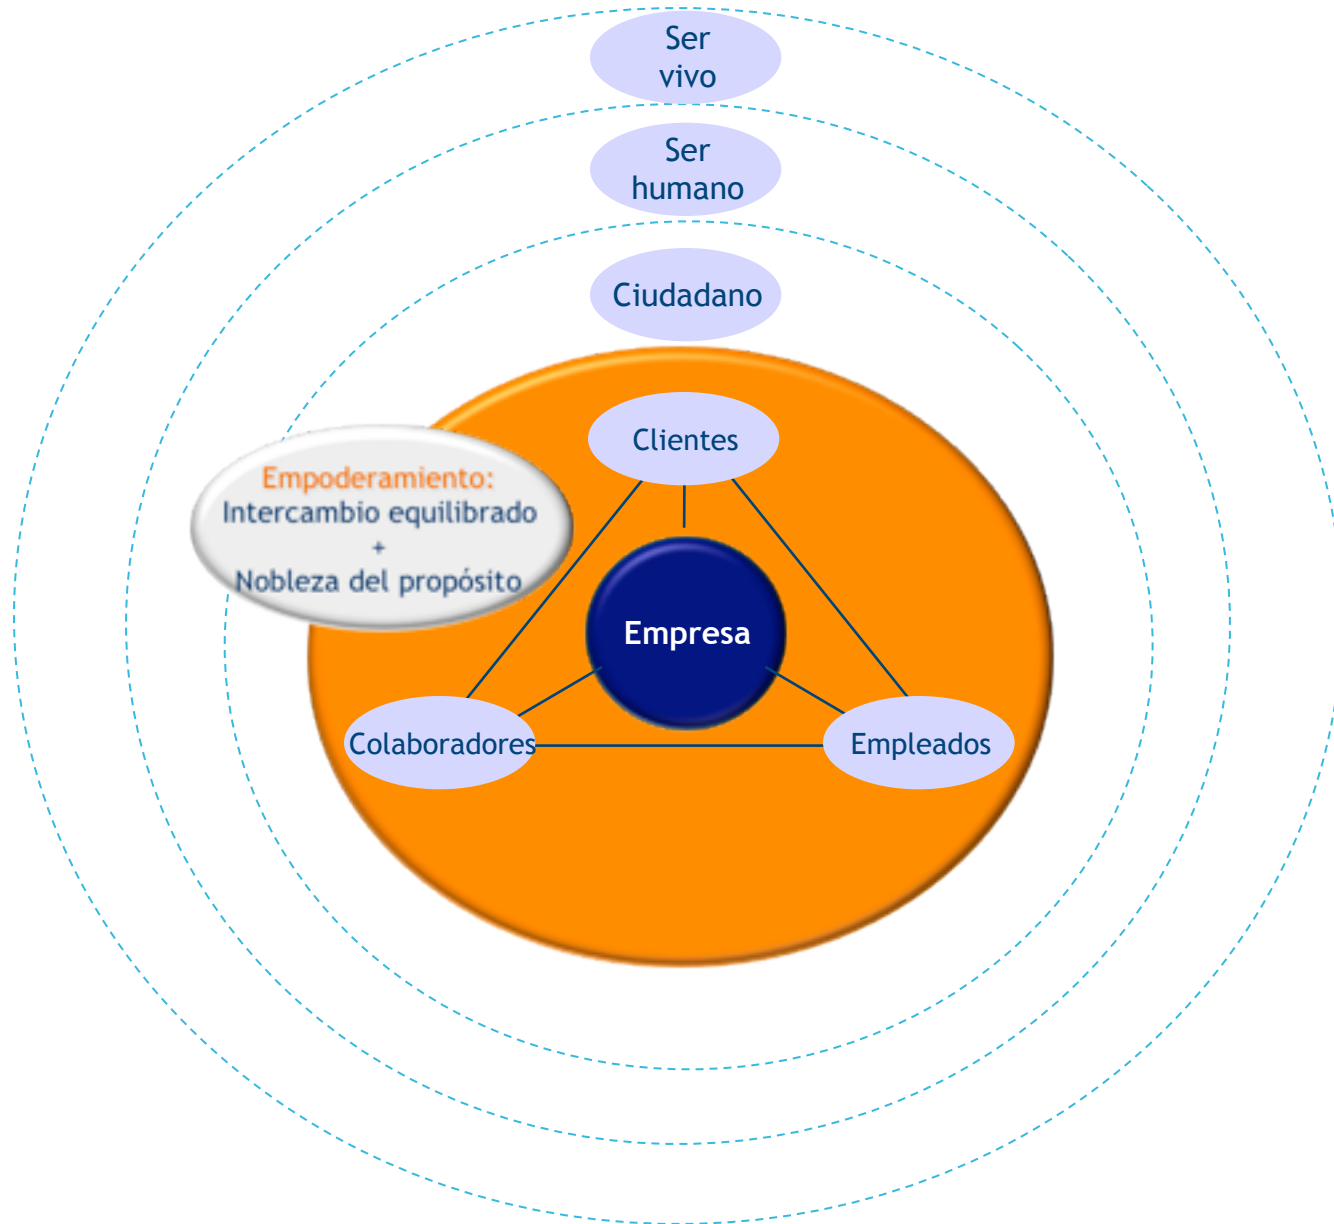 Ser
vivo
Ser
humano
Ciudadano
Clientes
Empoderamiento:
Intercambio equilibrado
+
Nobleza del propósito
Empresa
Colaboradores
Empleados